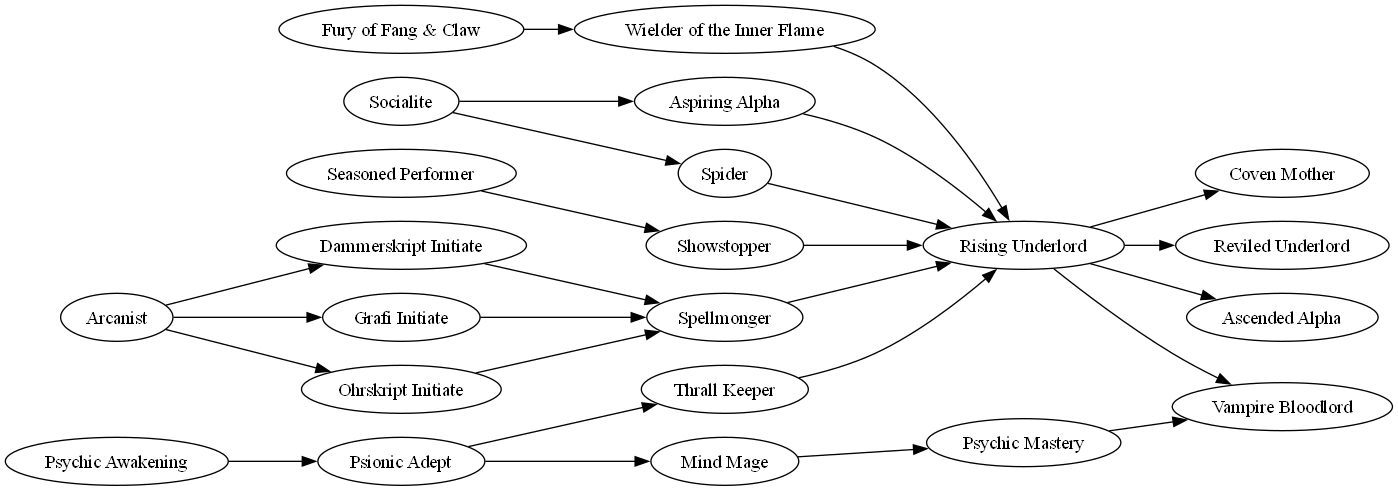 Fury of Fang & Claw
Wielder of the Inner Flame
Socialite
Aspiring Alpha
Seasoned Performer
Spider
Coven Mother
Dammerskript Initiate
Showstopper
Rising Underlord
Reviled Underlord
Arcanist
Grafi Initiate
Spellmonger
Ascended Alpha
Ohrskript Initiate
Thrall Keeper
Vampire Bloodlord
Psychic Awakening
Psionic Adept
Mind Mage
Psychic Mastery